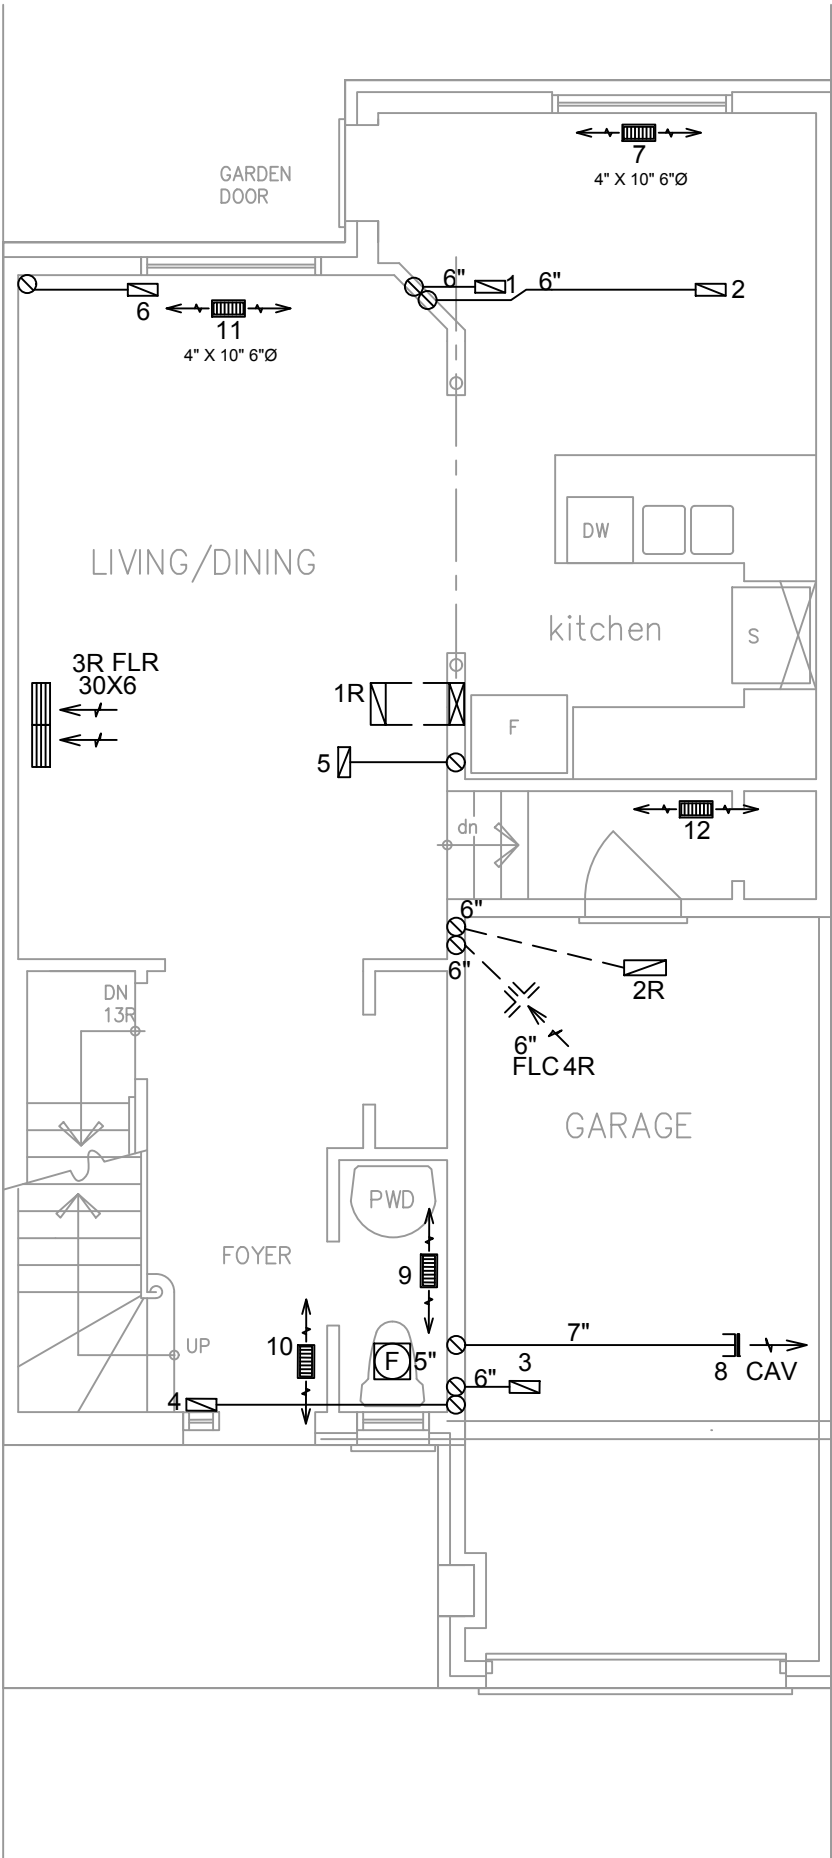 7
4" X 10" 6"Ø
GARDEN
DOOR
6" 1 6" 2
6
11
4" X 10" 6"Ø
DW
LIVING/DINING
kitchen
S
3R FLR
30X6
1R
F
5
dn
12
6"
6"
2R
DN
13R
6"
FLC 4R
GARAGE
PWD
FOYER
9
7"
UP
10
F 5"
3
8 CAV
6"
4